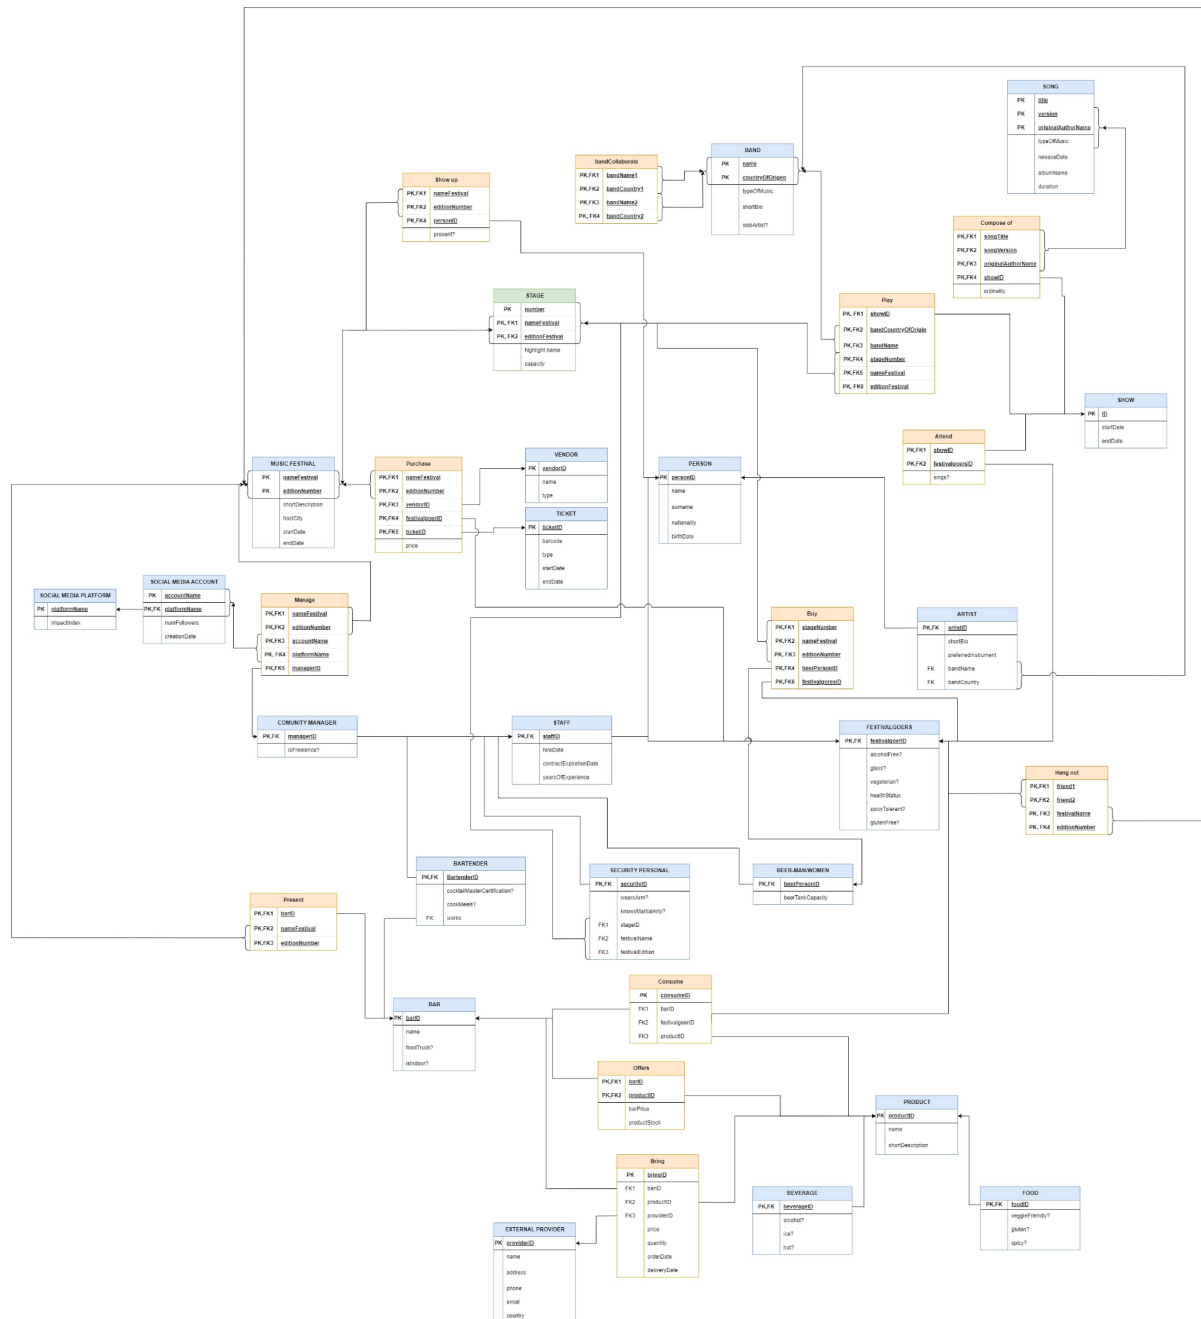 SONG
PK title
PK version
PK originalAuthorName
typeOfMusic
releaseDate
albumName
duration
BAND
PK name
PK countryOfOrigen
typeOfMusic
shortBio
soloArtist?
bandCollaborate
PK,FK1 bandName1
PK,FK2 bandCountry1
PK,FK3 bandName2
PK, FK4 bandCountry2
Show up
PK,FK1 nameFestival
PK,FK2 editionNumber
PK,FK4 personID
present?
Compose of
PK,FK1 songTitle
PK,FK2 songVersion
PK,FK3 originalAuthorName
PK,FK4 showID
ordinality
STAGE
PK number
PK, FK1 nameFestival
PK, FK2 editionFestival
highlight name
capacity
Play
PK, FK1 showID
PK,FK2 bandCountryOfOrigin
PK,FK3 bandName
PK,FK4 stageNumber
PK,FK5 nameFestival
PK, FK6 editionFestival
SHOW
PK ID
startDate
endDate
Attend
PK,FK1 showID
PK,FK2 festivalgoersID
sings?
MUSIC FESTIVAL
PK nameFestival
PK editionNumber
shortDescription
hostCity
startDate
endDate
Purchase
PK,FK1 nameFestival
PK,FK2 editionNumber
PK,FK3 vendorID
PK,FK4 festivalgoerID
PK,FK5 ticketID
price
VENDOR
PK vendorID
name
type
TICKET
PK ticketID
barcode
type
startDate
endDate
PERSON
PK personID
name
surname
nationality
birthDate
SOCIAL MEDIA PLATFORM
PK platformName
impactIndex
SOCIAL MEDIA ACCOUNT
PK accountName
PK,FK platformName
numFollowers
creationDate
Manage
PK,FK1 nameFestival
PK,FK2 editionNumber
PK,FK3 accountName
PK, FK4 platformName
PK,FK5 managerID
Buy
PK,FK1 stageNumber
PK,FK2 nameFestival
PK, FK3 editionNumber
PK,FK4 beerPersonID
PK,FK6 festivalgoresID
ARTIST
PK,FK artistID
shortBio
preferredInstrument
FK bandName
FK bandCountry
COMUNITY MANAGER
PK,FK managerID
isFreelance?
STAFF
PK,FK staffID
hireDate
contractExpirationDate
yearsOfExperience
FESTIVALGOERS
PK,FK festivalgoerID
alcoholFree?
glass?
vegetarian?
healthStatus
spicyTolerant?
glutenFree?
Hang out
PK,FK1 friend1
PK,FK2 friend2
PK, FK3 festivalName
PK, FK4 editionNumber
BARTENDER
PK,FK BartenderID
cocktailMasterCertification?
cookMeels?
FK works
SECURITY PERSONAL
PK,FK securityID
wearsArm?
knowsMartialArts?
FK1 stageID
FK2 festivalName
FK3 festivalEdition
BEER-MAN/WOMEN
PK,FK beerPersonID
beerTankCapacity
Present
PK,FK1 barID
PK,FK2 nameFestival
PK,FK3 editionNumber
BAR
PK barID
name
foodTruck?
isIndoor?
Consume
PK consumeID
FK1 barID
FK2 festivalgoerID
FK3 productID
Offers
PK,FK1 barID
PK,FK2 productID
barPrice
productStock
PRODUCT
PK productID
name
shortDescription
Bring
PK bringID
FK1 barID
FK2 productID
FK3 providerID
price
quantity
orderDate
deliveryDate
BEVERAGE
PK,FK beverageID
alcohol?
ice?
hot?
FOOD
PK,FK foodID
veggieFriendly?
gluten?
spicy?
EXTERNAL PROVIDER
PK providerID
name
address
phone
email
country